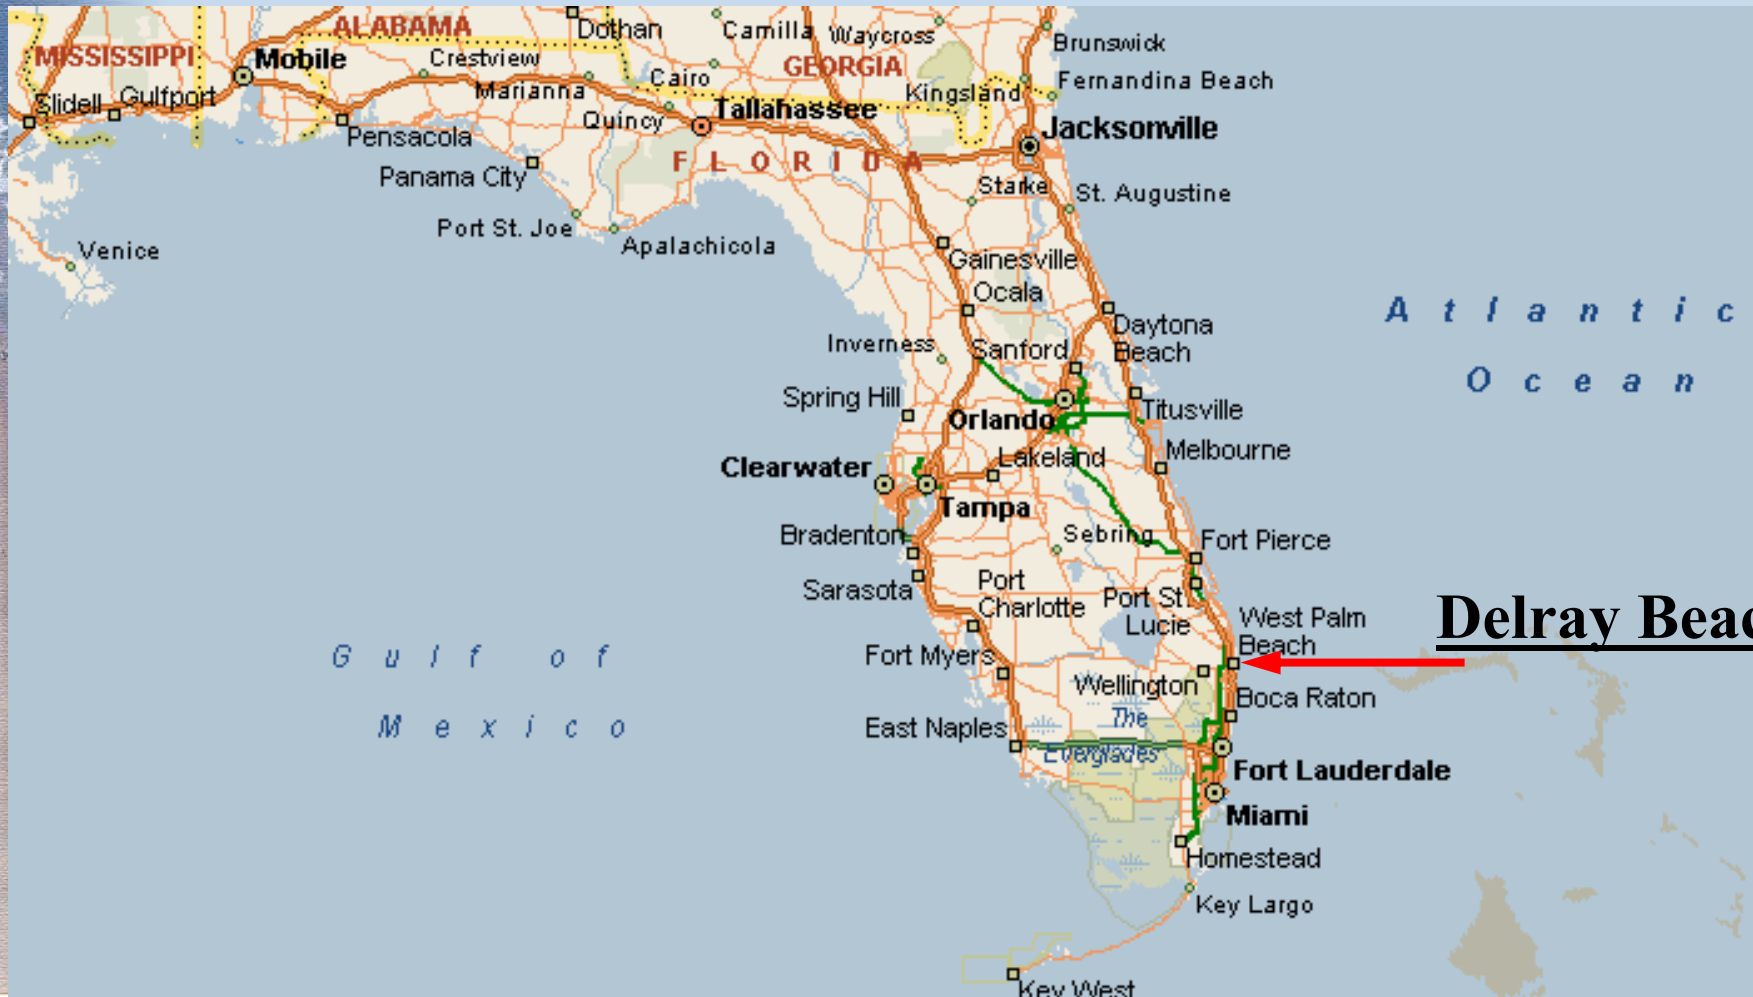 ALABAMA
Dothan
Camilla
Waycross
Brunswick
MISSISSIPPI
Mobile
Crestview
Cairo
GEORGIA
Fernandina Beach
Slidell
Gulfport
Marianna
Kingsland
Quincy
Tallahassee
Jacksonville
Pensacola
FLORIDA
Panama City
Starke
St. Augustine
Port St. Joe
Apalachicola
Venice
Gainesville
Ocala
Atlantic
Ocean
Daytona
Beach
Inverness
Sanford
Spring Hill
Orlando
Titusville
Clearwater
Lakeland
Melbourne
Tampa
Bradenton
Sebring
Fort Pierce
Sarasota
Port
Charlotte
Port St.
Lucie
West Palm
Beach
Delray Beac
Gulf of
Mexico
Fort Myers
Wellington
Boca Raton
East Naples
The
Everglades
Fort Lauderdale
Miami
Homestead
Key Largo
Key West